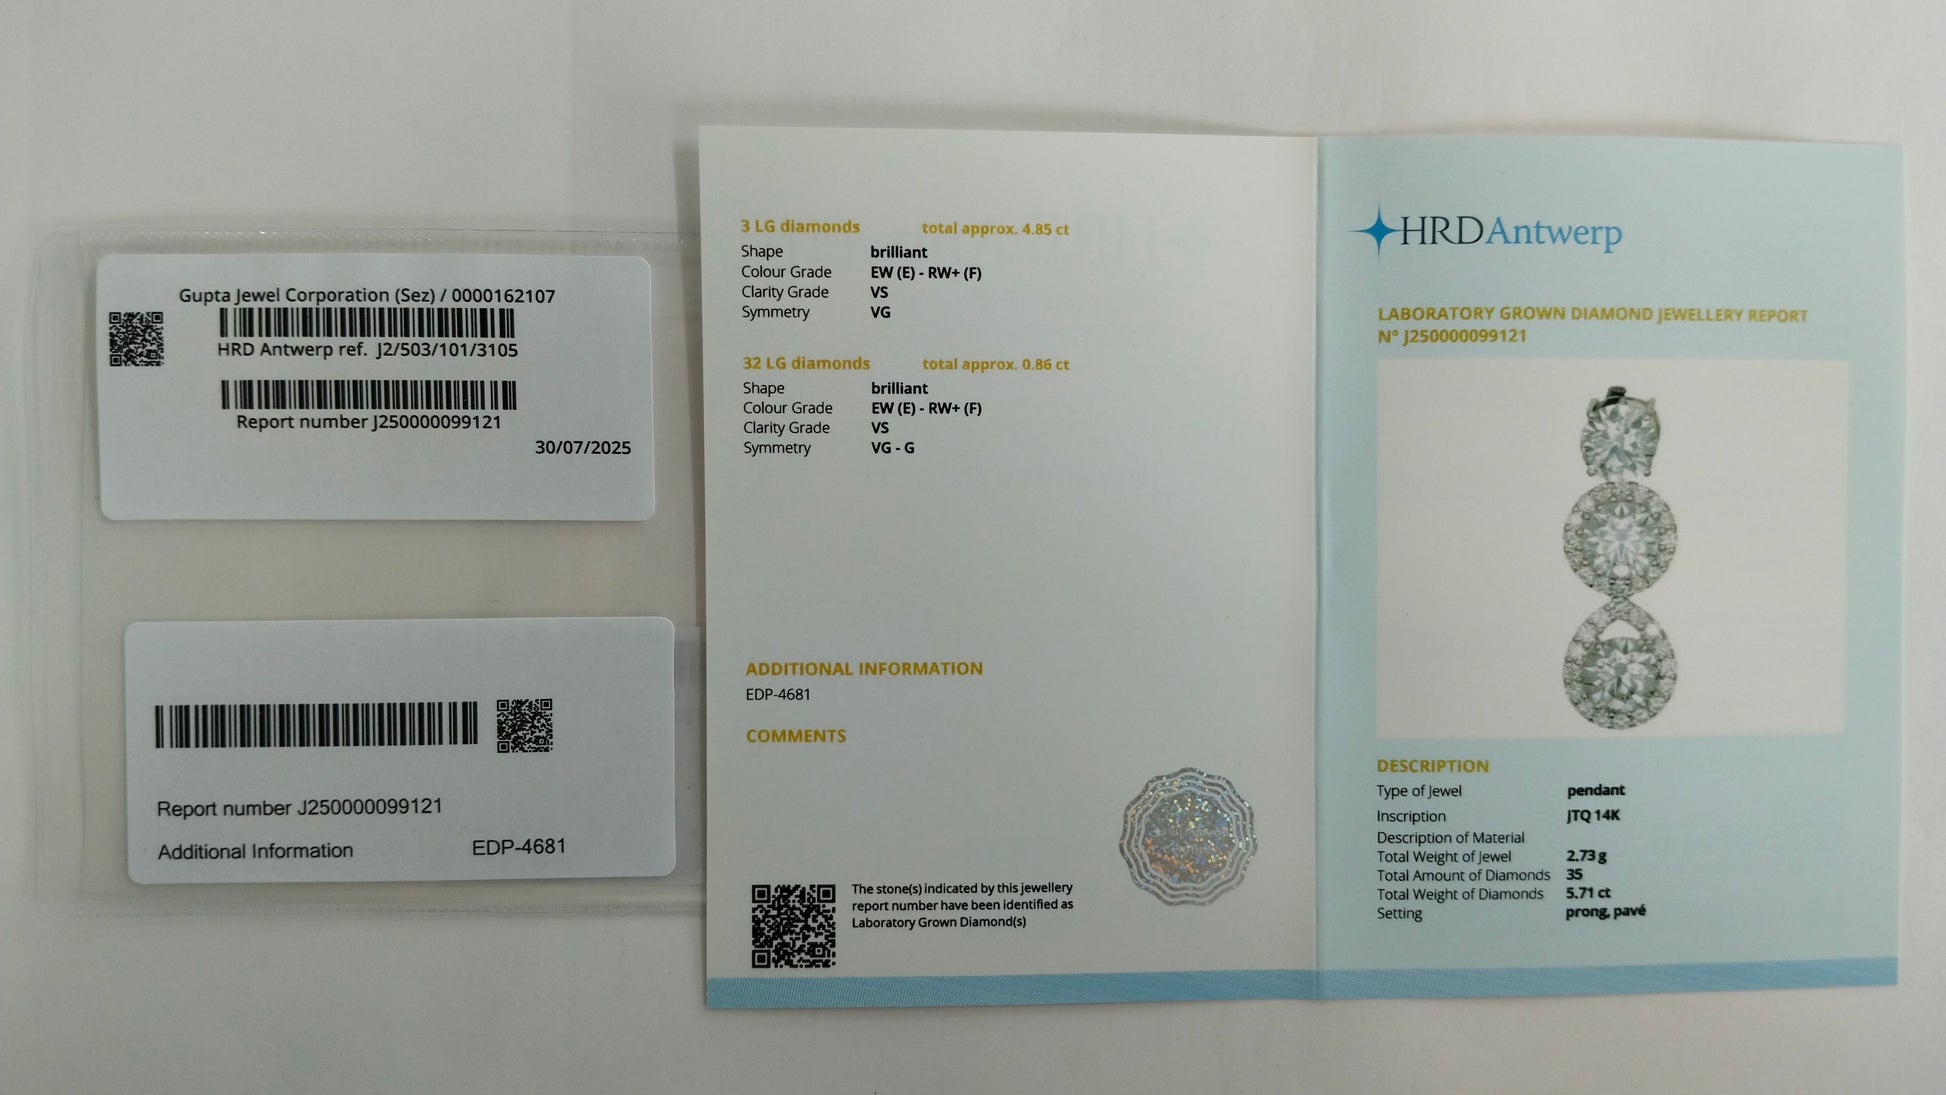 Gupta Jewel Corporation (Sez) / 0000162107
HRD Antwerp ref. J2/503/101/3105
Report number J250000099121
30/07/2025
Report number J250000099121
Additional Information EDP-4681
3 LG diamonds total approx. 4.85 ct
Shape brilliant
Colour Grade EW (E) - RW+ (F)
Clarity Grade VS
Symmetry VG
32 LG diamonds total approx. 0.86 ct
Shape brilliant
Colour Grade EW (E) - RW+ (F)
Clarity Grade VS
Symmetry VG - G
ADDITIONAL INFORMATION
EDP-4681
COMMENTS
The stone(s) indicated by this jewellery
report number have been identified as
Laboratory Grown Diamond(s)
HRDAntwerp
LABORATORY GROWN DIAMOND JEWELLERY REPORT
N° J250000099121
DESCRIPTION
Type of Jewel pendant
Inscription JTQ 14K
Description of Material
Total Weight of Jewel 2.73 g
Total Amount of Diamonds 35
Total Weight of Diamonds 5.71 ct
Setting prong, pavé